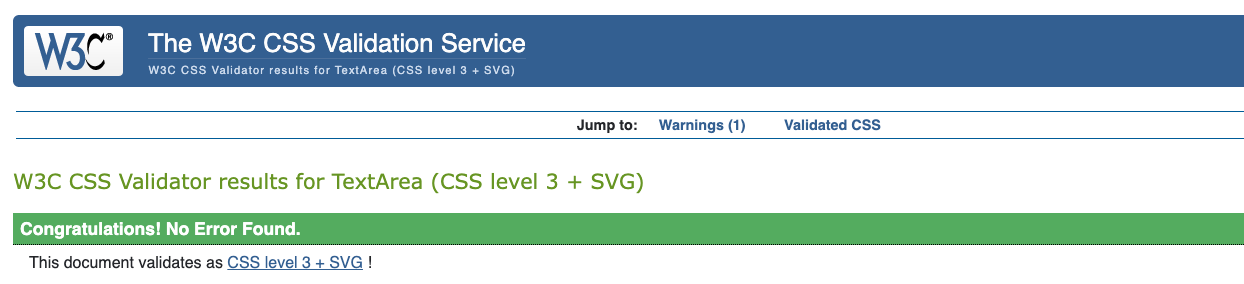 W3C®
The W3C CSS Validation Service
W3C CSS Validator results for TextArea (CSS level 3 + SVG)
Jump to: Warnings (1) Validated CSS
W3C CSS Validator results for TextArea (CSS level 3 + SVG)
Congratulations! No Error Found.
This document validates as CSS level 3 + SVG !